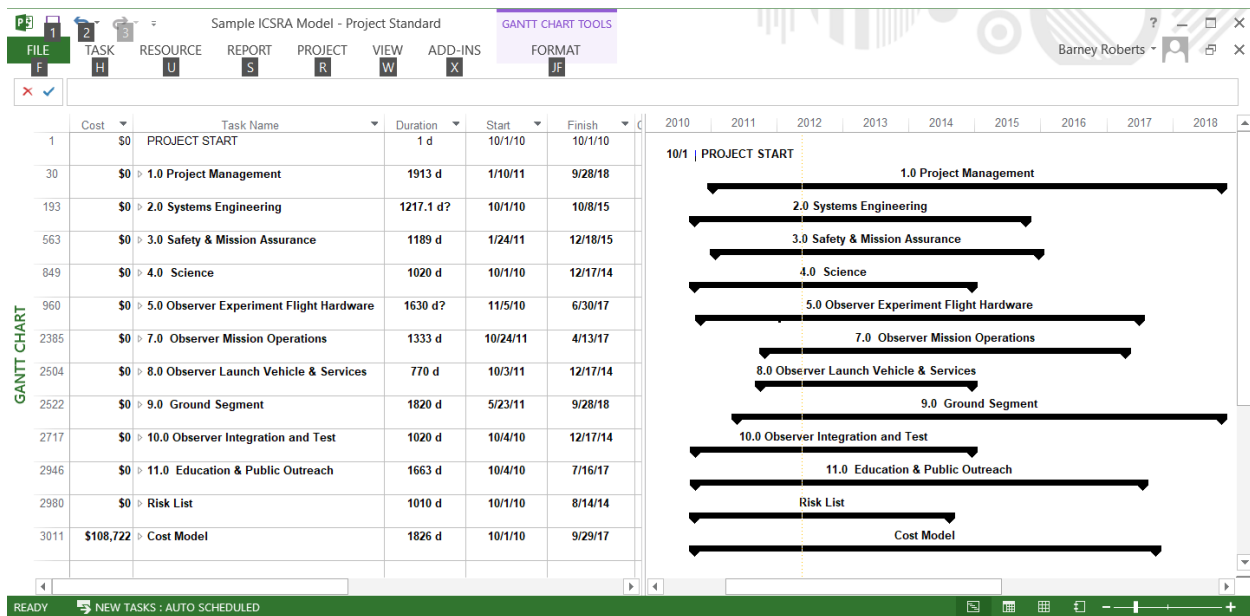 Sample ICSRA Model - Project Standard
GANTT CHART TOOLS
?
1
2
3
FILE TASK RESOURCE REPORT PROJECT VIEW ADD-INS FORMAT
Barney Roberts
F H U S R W X JF
Cost Task Name Duration Start Finish
2010 2011 2012 2013 2014 2015 2016 2017 2018
1 $0 PROJECT START 1 d 10/1/10 10/1/10
10/1 PROJECT START
30 $0 1.0 Project Management 1913 d 1/10/11 9/28/18
1.0 Project Management
193 $0 2.0 Systems Engineering 1217.1 d? 10/1/10 10/8/15
2.0 Systems Engineering
563 $0 3.0 Safety & Mission Assurance 1189 d 1/24/11 12/18/15
3.0 Safety & Mission Assurance
849 $0 4.0 Science 1020 d 10/1/10 12/17/14
4.0 Science
960 $0 5.0 Observer Experiment Flight Hardware 1630 d? 11/5/10 6/30/17
5.0 Observer Experiment Flight Hardware
2385 $0 7.0 Observer Mission Operations 1333 d 10/24/11 4/13/17
7.0 Observer Mission Operations
2504 $0 8.0 Observer Launch Vehicle & Services 770 d 10/3/11 12/17/14
8.0 Observer Launch Vehicle & Services
2522 $0 9.0 Ground Segment 1820 d 5/23/11 9/28/18
9.0 Ground Segment
2717 $0 10.0 Observer Integration and Test 1020 d 10/4/10 12/17/14
10.0 Observer Integration and Test
2946 $0 11.0 Education & Public Outreach 1663 d 10/4/10 7/16/17
11.0 Education & Public Outreach
2980 $0 Risk List 1010 d 10/1/10 8/14/14
Risk List
3011 $108,722 Cost Model 1826 d 10/1/10 9/29/17
Cost Model
GANTT CHART
READY NEW TASKS : AUTO SCHEDULED